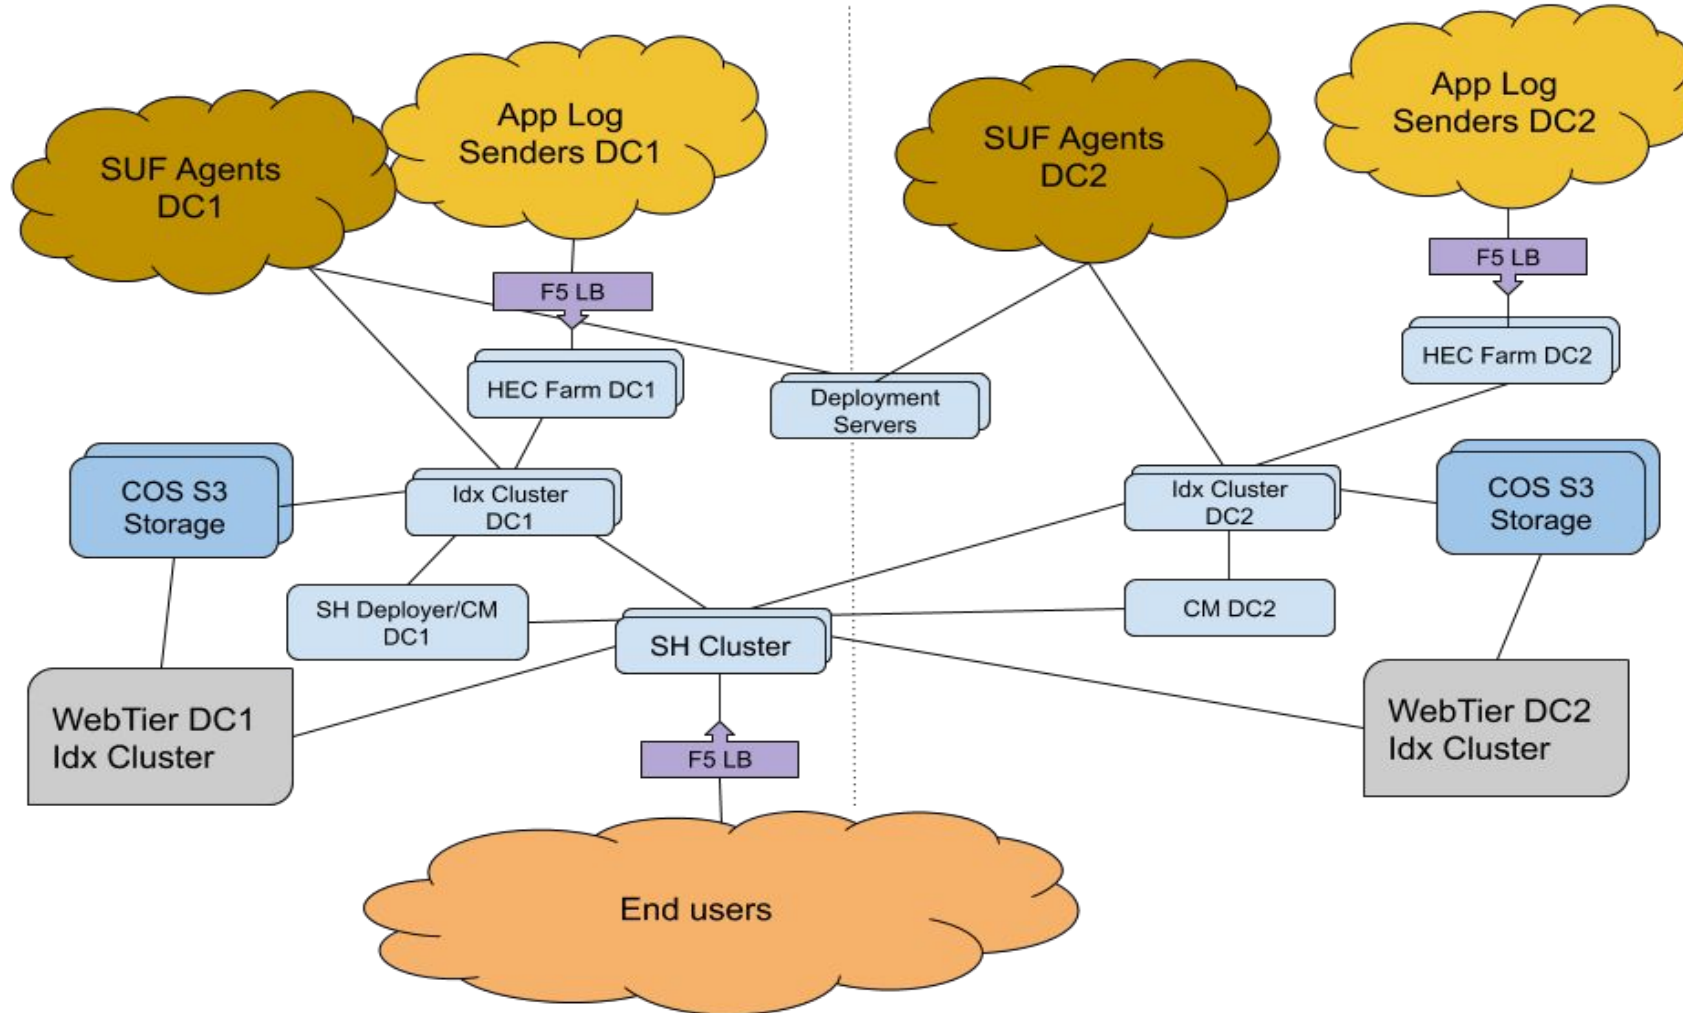 App Log
Senders DC1
SUF Agents
DC1
SUF Agents
DC2
App Log
Senders DC2
F5 LB
F5 LB
HEC Farm DC1
Deployment
Servers
HEC Farm DC2
COS S3
Storage
Idx Cluster
DC1
Idx Cluster
DC2
COS S3
Storage
SH Deployer/CM
DC1
SH Cluster
CM DC2
WebTier DC1
Idx Cluster
F5 LB
WebTier DC2
Idx Cluster
End users